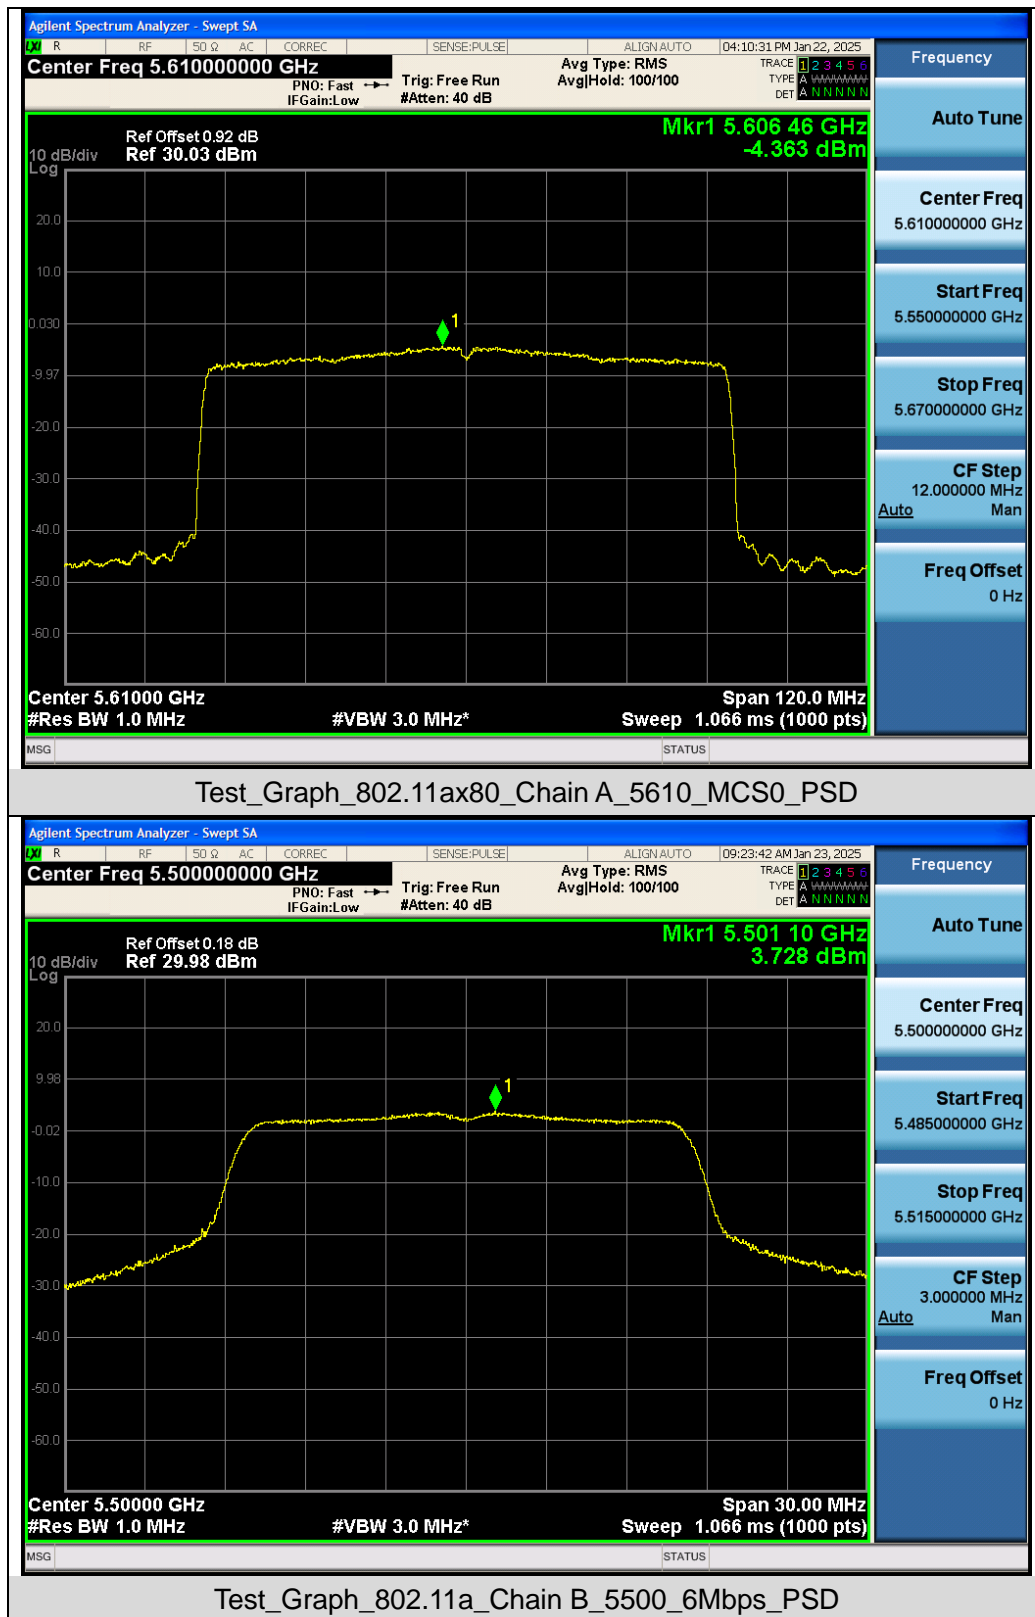 Agilent Spectrum Analyzer - Swept SA
LXI R RF 50 Ω AC CORREC SENSE:PULSE ALIGN AUTO 04:10:31 PM Jan 22, 2025
Center Freq 5.610000000 GHz
PNO: Fast
IFGain:Low
Trig: Free Run
#Atten: 40 dB
Avg Type: RMS
Avg|Hold: 100/100
TRACE 1 2 3 4 5 6
TYPE A WWWWW
DET A N N N N N
Frequency
Auto Tune
Center Freq
5.610000000 GHz
Start Freq
5.550000000 GHz
Stop Freq
5.670000000 GHz
CF Step
12.000000 MHz
Auto Man
Freq Offset
0 Hz
Mkr1 5.606 46 GHz
-4.363 dBm
Ref Offset 0.92 dB
10 dB/div Ref 30.03 dBm
Log
20.0
10.0
0.030
-9.97
-20.0
-30.0
-40.0
-50.0
-60.0
1
Center 5.61000 GHz Span 120.0 MHz
#Res BW 1.0 MHz #VBW 3.0 MHz* Sweep 1.066 ms (1000 pts)
MSG STATUS
Test_Graph_802.11ax80_Chain A_5610_MCS0_PSD
Agilent Spectrum Analyzer - Swept SA
LXI R RF 50 Ω AC CORREC SENSE:PULSE ALIGN AUTO 09:23:42 AM Jan 23, 2025
Center Freq 5.500000000 GHz
PNO: Fast
IFGain:Low
Trig: Free Run
#Atten: 40 dB
Avg Type: RMS
Avg|Hold: 100/100
TRACE 1 2 3 4 5 6
TYPE A WWWWW
DET A N N N N N
Frequency
Auto Tune
Center Freq
5.500000000 GHz
Start Freq
5.485000000 GHz
Stop Freq
5.515000000 GHz
CF Step
3.000000 MHz
Auto Man
Freq Offset
0 Hz
Mkr1 5.501 10 GHz
3.728 dBm
Ref Offset 0.18 dB
10 dB/div Ref 29.98 dBm
Log
20.0
9.98
-0.02
-10.0
-20.0
-30.0
-40.0
-50.0
-60.0
1
Center 5.50000 GHz Span 30.00 MHz
#Res BW 1.0 MHz #VBW 3.0 MHz* Sweep 1.066 ms (1000 pts)
MSG STATUS
Test_Graph_802.11a_Chain B_5500_6Mbps_PSD